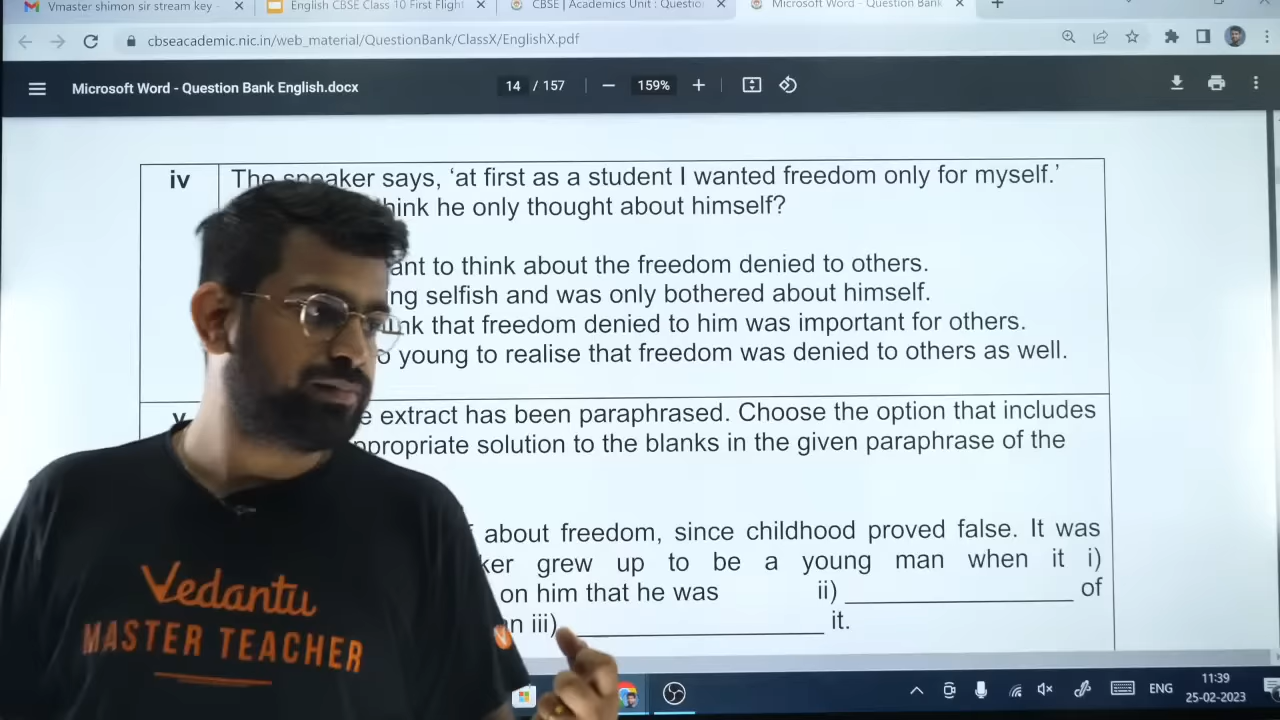 Vmaster shimon sir stream key -
English CBSE Class 10 First Flight
CBSE | Academics Unit : Questio
Microsoft Word - Question Bank
cbseacademic.nic.in/web_material/QuestionBank/ClassX/EnglishX.pdf
Microsoft Word - Question Bank English.docx
14 / 157
159%
iv
The speaker says, ‘at first as a student I wanted freedom only for myself.’
think he only thought about himself?
to think about the freedom denied to others.
selfish and was only bothered about himself.
that freedom denied to him was important for others.
young to realise that freedom was denied to others as well.
v
extract has been paraphrased. Choose the option that includes
solution to the blanks in the given paraphrase of the
about freedom, since childhood proved false. It was
grew up to be a young man when it i)
on him that he was ii) ____________ of
iii) ____________ it.
Vedantu
MASTER TEACHER
ENG
11:39
25-02-2023